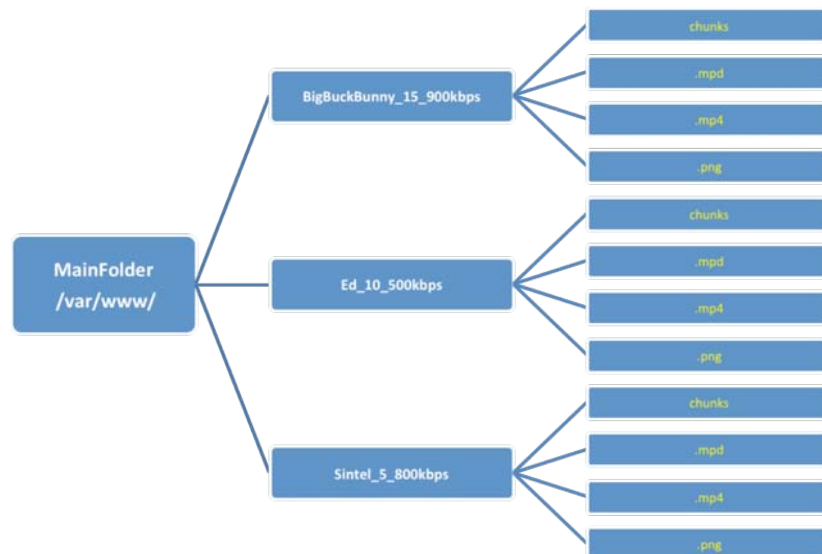 MainFolder
/var/www/
BigBuckBunny_15_900kbps
chunks
.mpd
.mp4
.png
Ed_10_500kbps
chunks
.mpd
.mp4
.png
Sintel_5_800kbps
chunks
.mpd
.mp4
.png